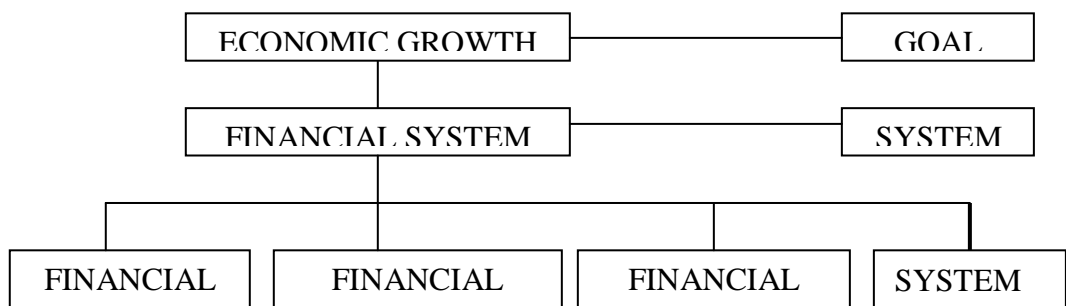 ECONOMIC GROWTH
GOAL
FINANCIAL SYSTEM
SYSTEM
FINANCIAL
FINANCIAL
FINANCIAL
SYSTEM